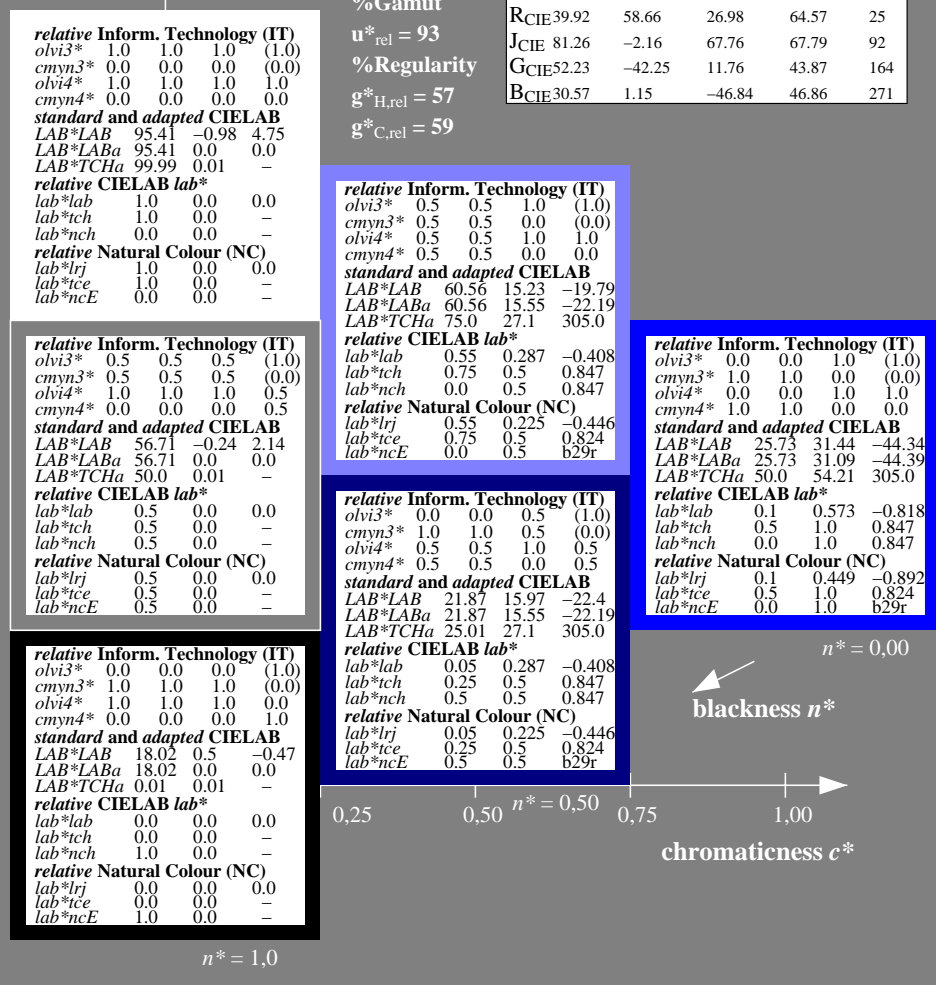 %Gamut
u*rel = 93
%Regularity
g*H,rel = 57
g*C,rel = 59
RCIE 39.92 58.66 26.98 64.57 25
JCIE 81.26 −2.16 67.76 67.79 92
GCIE 52.23 −42.25 11.76 43.87 164
BCIE 30.57 1.15 −46.84 46.86 271
relative Inform. Technology (IT)
olvi3* 1.0 1.0 1.0 (1.0)
cmyn3* 0.0 0.0 0.0 (0.0)
olvi4* 1.0 1.0 1.0 1.0
cmyn4* 0.0 0.0 0.0 0.0
standard and adapted CIELAB
LAB*LAB 95.41 −0.98 4.75
LAB*LABa 95.41 0.0 0.0
LAB*TCHa 99.99 0.01 –
relative CIELAB lab*
lab*lab 1.0 0.0 0.0
lab*tch 1.0 0.0 –
lab*nch 0.0 0.0 –
relative Natural Colour (NC)
lab*lrj 1.0 0.0 0.0
lab*tce 1.0 0.0 –
lab*ncE 0.0 0.0 –
relative Inform. Technology (IT)
olvi3* 0.5 0.5 1.0 (1.0)
cmyn3* 0.5 0.5 0.0 (0.0)
olvi4* 0.5 0.5 1.0 1.0
cmyn4* 0.5 0.5 0.0 0.0
standard and adapted CIELAB
LAB*LAB 60.56 15.23 −19.79
LAB*LABa 60.56 15.55 −22.19
LAB*TCHa 75.0 27.1 305.0
relative CIELAB lab*
lab*lab 0.55 0.287 −0.408
lab*tch 0.75 0.5 0.847
lab*nch 0.0 0.5 0.847
relative Natural Colour (NC)
lab*lrj 0.55 0.225 −0.446
lab*tce 0.75 0.5 0.824
lab*ncE 0.0 0.5 b29r
relative Inform. Technology (IT)
olvi3* 0.5 0.5 0.5 (1.0)
cmyn3* 0.5 0.5 0.5 (0.0)
olvi4* 1.0 1.0 1.0 0.5
cmyn4* 0.0 0.0 0.0 0.5
standard and adapted CIELAB
LAB*LAB 56.71 −0.24 2.14
LAB*LABa 56.71 0.0 0.0
LAB*TCHa 50.0 0.01 –
relative CIELAB lab*
lab*lab 0.5 0.0 0.0
lab*tch 0.5 0.0 –
lab*nch 0.5 0.0 –
relative Natural Colour (NC)
lab*lrj 0.5 0.0 0.0
lab*tce 0.5 0.0 –
lab*ncE 0.5 0.0 –
relative Inform. Technology (IT)
olvi3* 0.0 0.0 1.0 (1.0)
cmyn3* 1.0 1.0 0.0 (0.0)
olvi4* 0.0 0.0 1.0 1.0
cmyn4* 1.0 1.0 0.0 0.0
standard and adapted CIELAB
LAB*LAB 25.73 31.44 −44.34
LAB*LABa 25.73 31.09 −44.39
LAB*TCHa 50.0 54.21 305.0
relative CIELAB lab*
lab*lab 0.1 0.573 −0.818
lab*tch 0.5 1.0 0.847
lab*nch 0.0 1.0 0.847
relative Natural Colour (NC)
lab*lrj 0.1 0.449 −0.892
lab*tce 0.5 1.0 0.824
lab*ncE 0.0 1.0 b29r
relative Inform. Technology (IT)
olvi3* 0.0 0.0 0.5 (1.0)
cmyn3* 1.0 1.0 0.5 (0.0)
olvi4* 0.5 0.5 1.0 0.5
cmyn4* 0.5 0.5 0.0 0.5
standard and adapted CIELAB
LAB*LAB 21.87 15.97 −22.4
LAB*LABa 21.87 15.55 −22.19
LAB*TCHa 25.01 27.1 305.0
relative CIELAB lab*
lab*lab 0.05 0.287 −0.408
lab*tch 0.25 0.5 0.847
lab*nch 0.5 0.5 0.847
relative Natural Colour (NC)
lab*lrj 0.05 0.225 −0.446
lab*tce 0.25 0.5 0.824
lab*ncE 0.5 0.5 b29r
relative Inform. Technology (IT)
olvi3* 0.0 0.0 0.0 (1.0)
cmyn3* 1.0 1.0 1.0 (0.0)
olvi4* 1.0 1.0 1.0 0.0
cmyn4* 0.0 0.0 0.0 1.0
standard and adapted CIELAB
LAB*LAB 18.02 0.5 −0.47
LAB*LABa 18.02 0.0 0.0
LAB*TCHa 0.01 0.01 –
relative CIELAB lab*
lab*lab 0.0 0.0 0.0
lab*tch 0.0 0.0 –
lab*nch 1.0 0.0 –
relative Natural Colour (NC)
lab*lrj 0.0 0.0 0.0
lab*tce 0.0 0.0 –
lab*ncE 1.0 0.0 –
n* = 0,00
blackness n*
n* = 0,50
0,25 0,50 0,75 1,00
chromaticness c*
n* = 1,0